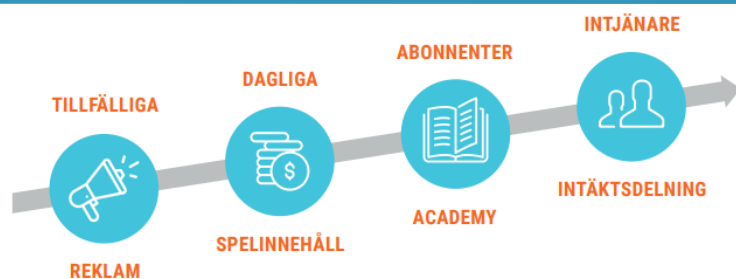 TILLFÄLLIGA
REKLAM
DAGLIGA
$
SPELINNEHÅLL
ABONNENTER
ACADEMY
INTJÄNARE
INTÄKTSDELNING